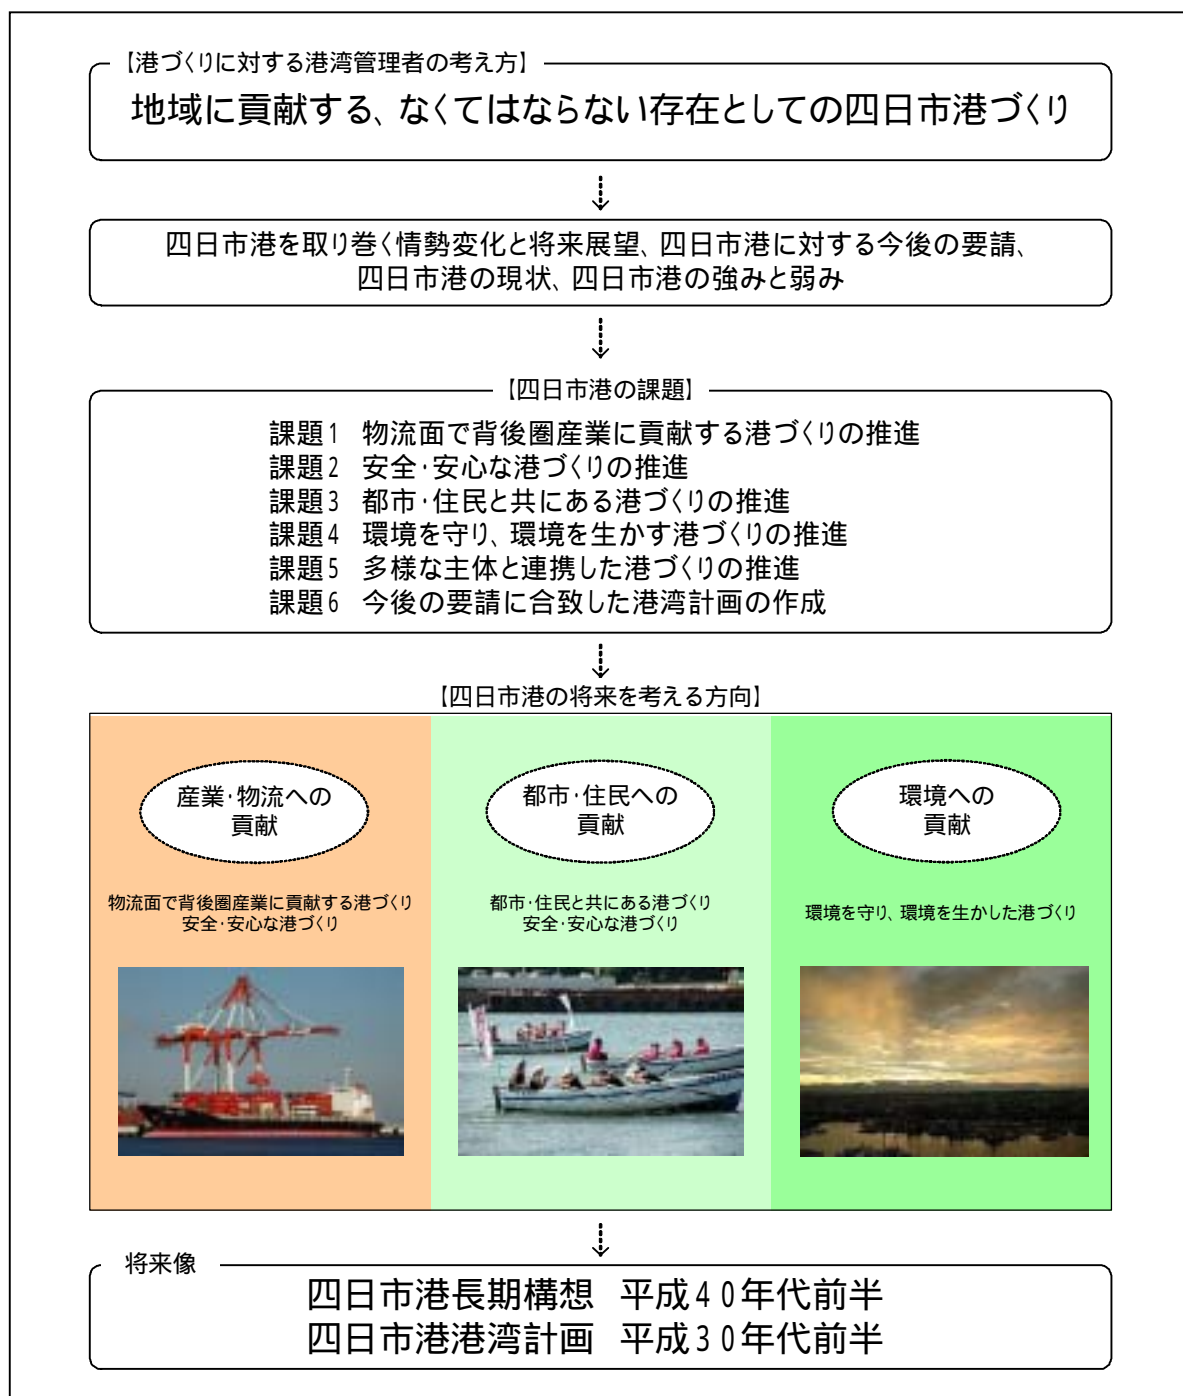 【港づくりに対する港湾管理者の考え方】
地域に貢献する、なくてはならない存在としての四日市港づくり
四日市港を取り巻く情勢変化と将来展望、四日市港に対する今後の要請、
四日市港の現状、四日市港の強みと弱み
【四日市港の課題】
課題1 物流面で背後圏産業に貢献する港づくりの推進
課題2 安全・安心な港づくりの推進
課題3 都市・住民と共にある港づくりの推進
課題4 環境を守り、環境を生かす港づくりの推進
課題5 多様な主体と連携した港づくりの推進
課題6 今後の要請に合致した港湾計画の作成
【四日市港の将来を考える方向】
産業・物流への
貢献
物流面で背後圏産業に貢献する港づくり
安全・安心な港づくり
都市・住民への
貢献
都市・住民と共にある港づくり
安全・安心な港づくり
環境への
貢献
環境を守り、環境を生かした港づくり
将来像
四日市港長期構想 平成40年代前半
四日市港港湾計画 平成30年代前半